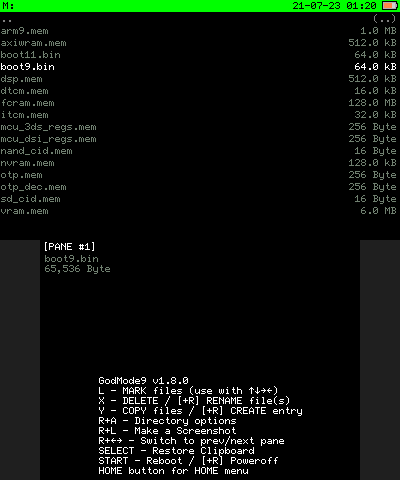 M: 21-07-23 01:20
.. (..)
arm9.mem 1.0 MB
axiwram.mem 512.0 kB
boot11.bin 64.0 kB
boot9.bin 64.0 kB
dsp.mem 512.0 kB
dtcm.mem 16.0 kB
fcram.mem 128.0 MB
itcm.mem 32.0 kB
mcu_3ds_regs.mem 256 Byte
mcu_dsi_regs.mem 256 Byte
nand_cid.mem 16 Byte
nvram.mem 128.0 kB
otp.mem 256 Byte
otp_dec.mem 256 Byte
sd_cid.mem 16 Byte
vram.mem 6.0 MB
[PANE #1]
boot9.bin
65,536 Byte
GodMode9 v1.8.0
L - MARK files (use with ↑↓→←)
X - DELETE / [+R] RENAME file(s)
Y - COPY files / [+R] CREATE entry
R+A - Directory options
R+L - Make a Screenshot
R+←→ - Switch to prev/next pane
SELECT - Restore Clipboard
START - Reboot / [+R] Poweroff
HOME button for HOME menu